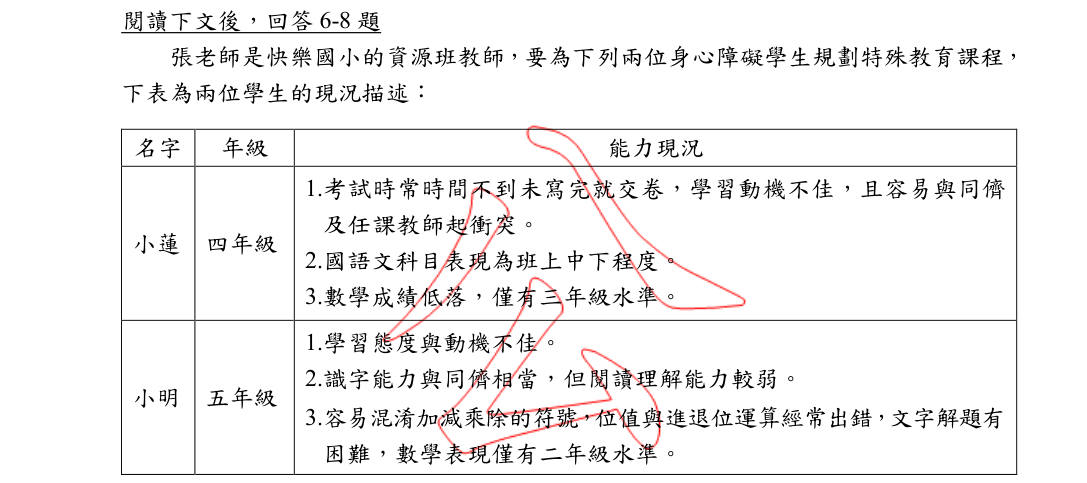 閱讀下文後，回答 6-8 題
張老師是快樂國小的資源班教師，要為下列兩位身心障礙學生規劃特殊教育課程，
下表為兩位學生的現況描述：
名字 年級 能力現況
小蓮 四年級
1.考試時常時間不到未寫完就交卷，學習動機不佳，且容易與同儕
及任課教師起衝突。
2.國語文科目表現為班上中下程度。
3.數學成績低落，僅有三年級水準。
小明 五年級
1.學習態度與動機不佳。
2.識字能力與同儕相當，但閱讀理解能力較弱。
3.容易混淆加減乘除的符號，位值與進退位運算經常出錯，文字解題有
困難，數學表現僅有二年級水準。